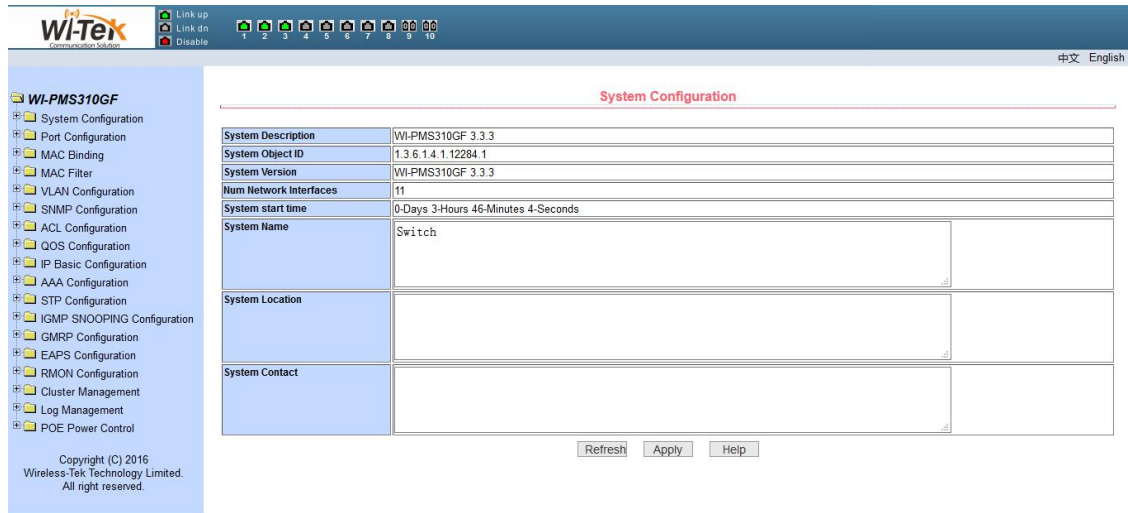 WI-TEK
Communication Solution
Link up
Link dn
Disable
1 2 3 4 5 6 7 8 9 10
中文 English
WI-PMS310GF
System Configuration
Port Configuration
MAC Binding
MAC Filter
VLAN Configuration
SNMP Configuration
ACL Configuration
QOS Configuration
IP Basic Configuration
AAA Configuration
STP Configuration
IGMP SNOOPING Configuration
GMRP Configuration
EAPS Configuration
RMON Configuration
Cluster Management
Log Management
POE Power Control
Copyright (C) 2016
Wireless-Tek Technology Limited.
All right reserved.
System Configuration
System Description WI-PMS310GF 3.3.3
System Object ID 1.3.6.1.4.1.12284.1
System Version WI-PMS310GF 3.3.3
Num Network Interfaces 11
System start time 0-Days 3-Hours 46-Minutes 4-Seconds
System Name Switch
System Location
System Contact
Refresh Apply Help